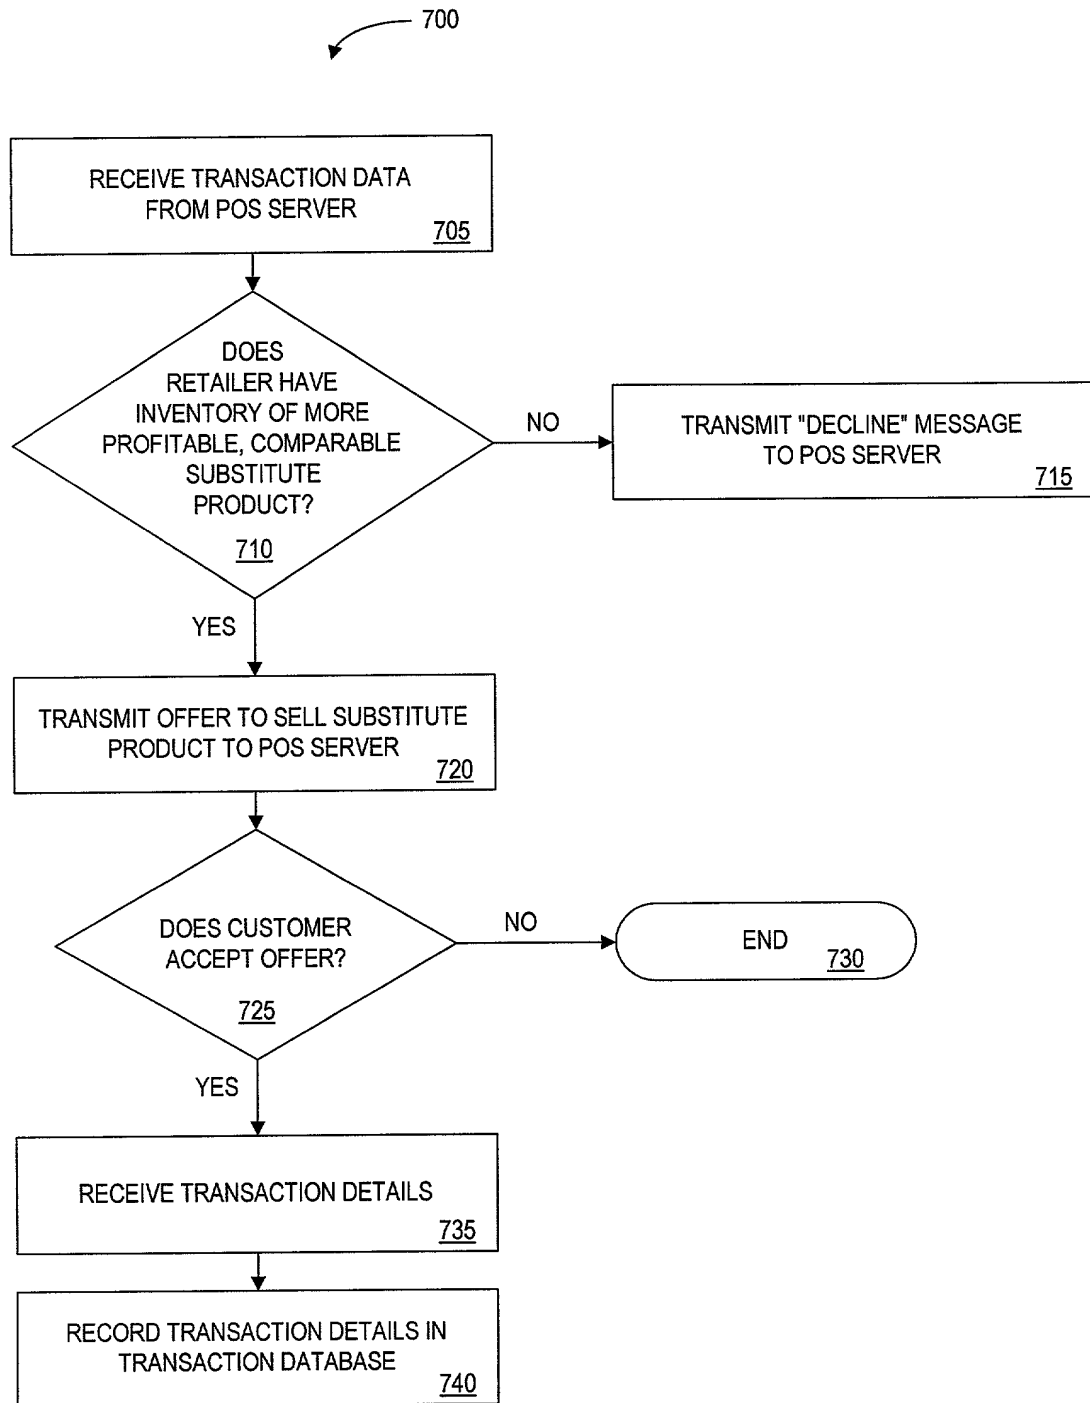 700
RECEIVE TRANSACTION DATA
FROM POS SERVER
705
DOES
RETAILER HAVE
INVENTORY OF MORE
PROFITABLE, COMPARABLE
SUBSTITUTE
PRODUCT?
710
NO
TRANSMIT "DECLINE" MESSAGE
TO POS SERVER
715
YES
TRANSMIT OFFER TO SELL SUBSTITUTE
PRODUCT TO POS SERVER
720
DOES CUSTOMER
ACCEPT OFFER?
725
NO
END
730
YES
RECEIVE TRANSACTION DETAILS
735
RECORD TRANSACTION DETAILS IN
TRANSACTION DATABASE
740